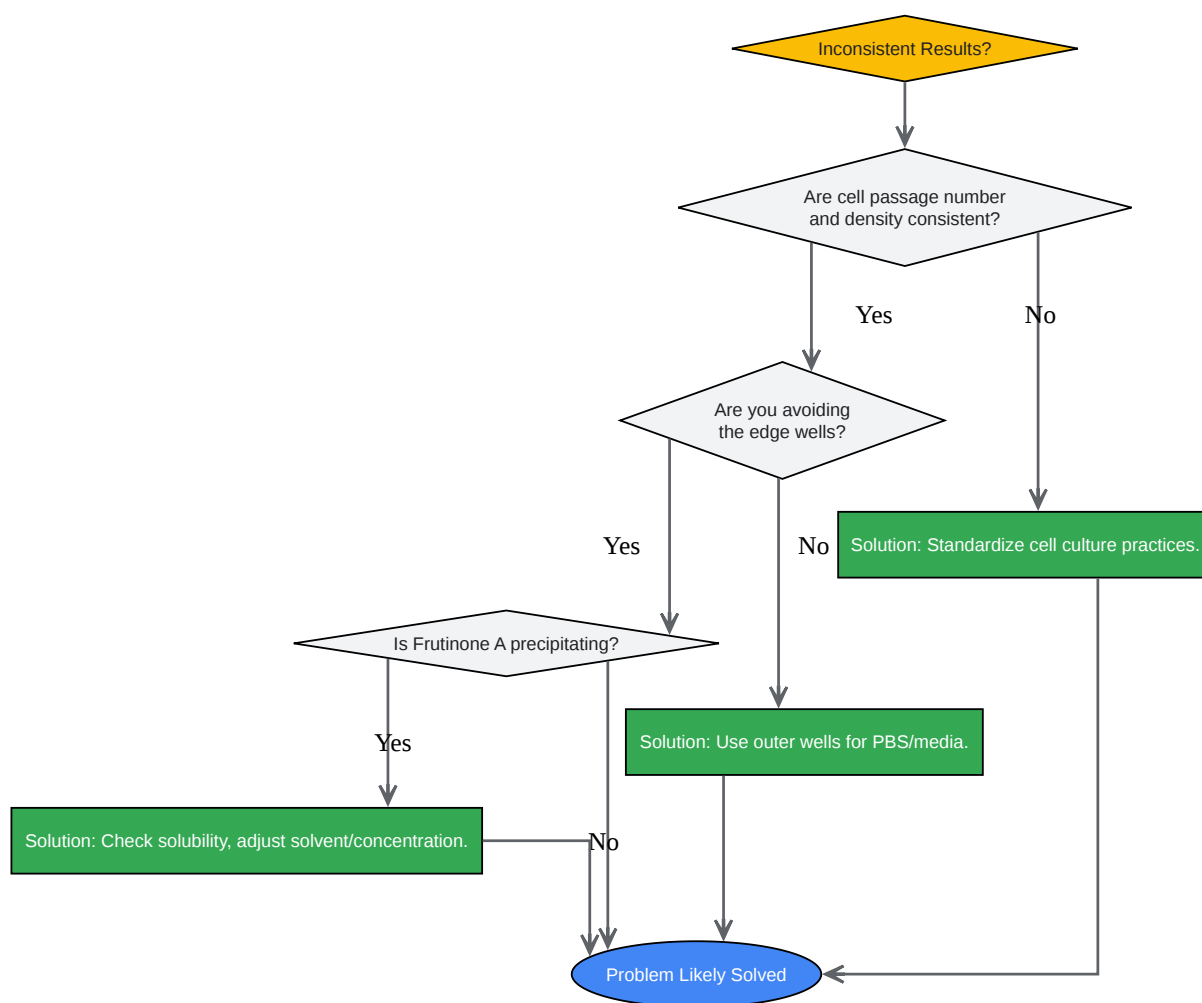 Inconsistent Results?
Are cell passage number
and density consistent?
Yes
No
Are you avoiding
the edge wells?
Yes
No
Solution: Standardize cell culture practices.
Is Frutinone A precipitating?
Yes
Solution: Use outer wells for PBS/media.
Solution: Check solubility, adjust solvent/concentration.
No
Problem Likely Solved